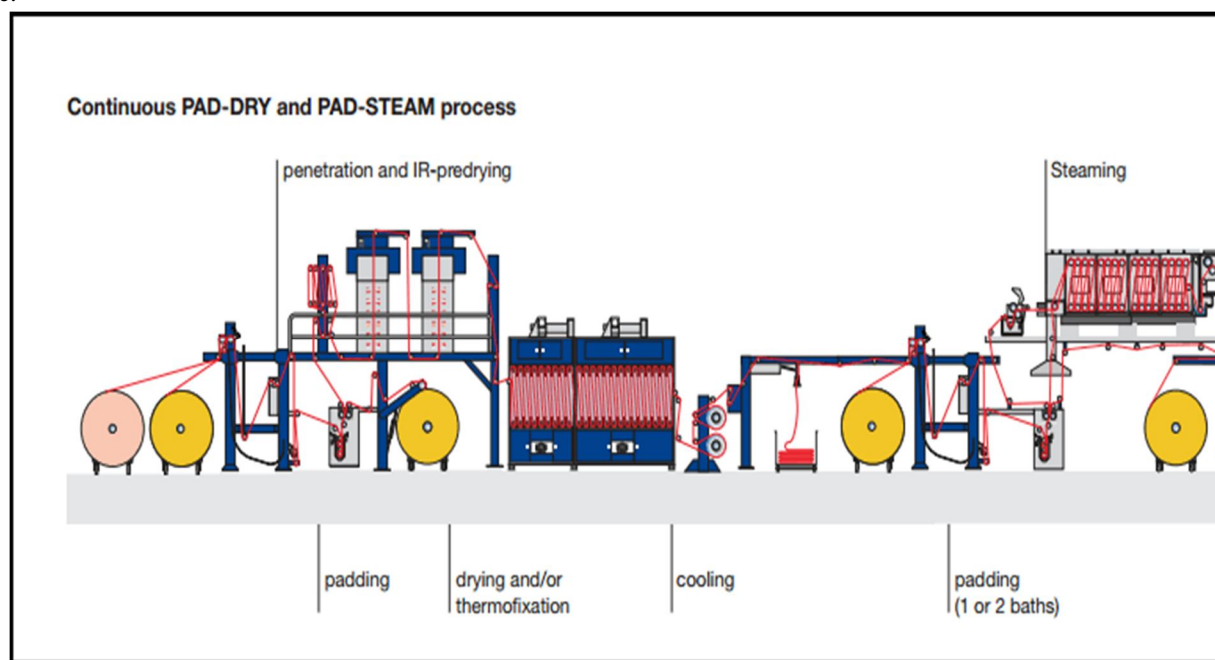 Continuous PAD-DRY and PAD-STEAM process
penetration and IR-predrying
Steaming
padding
drying and/or
thermofixation
cooling
padding
(1 or 2 baths)